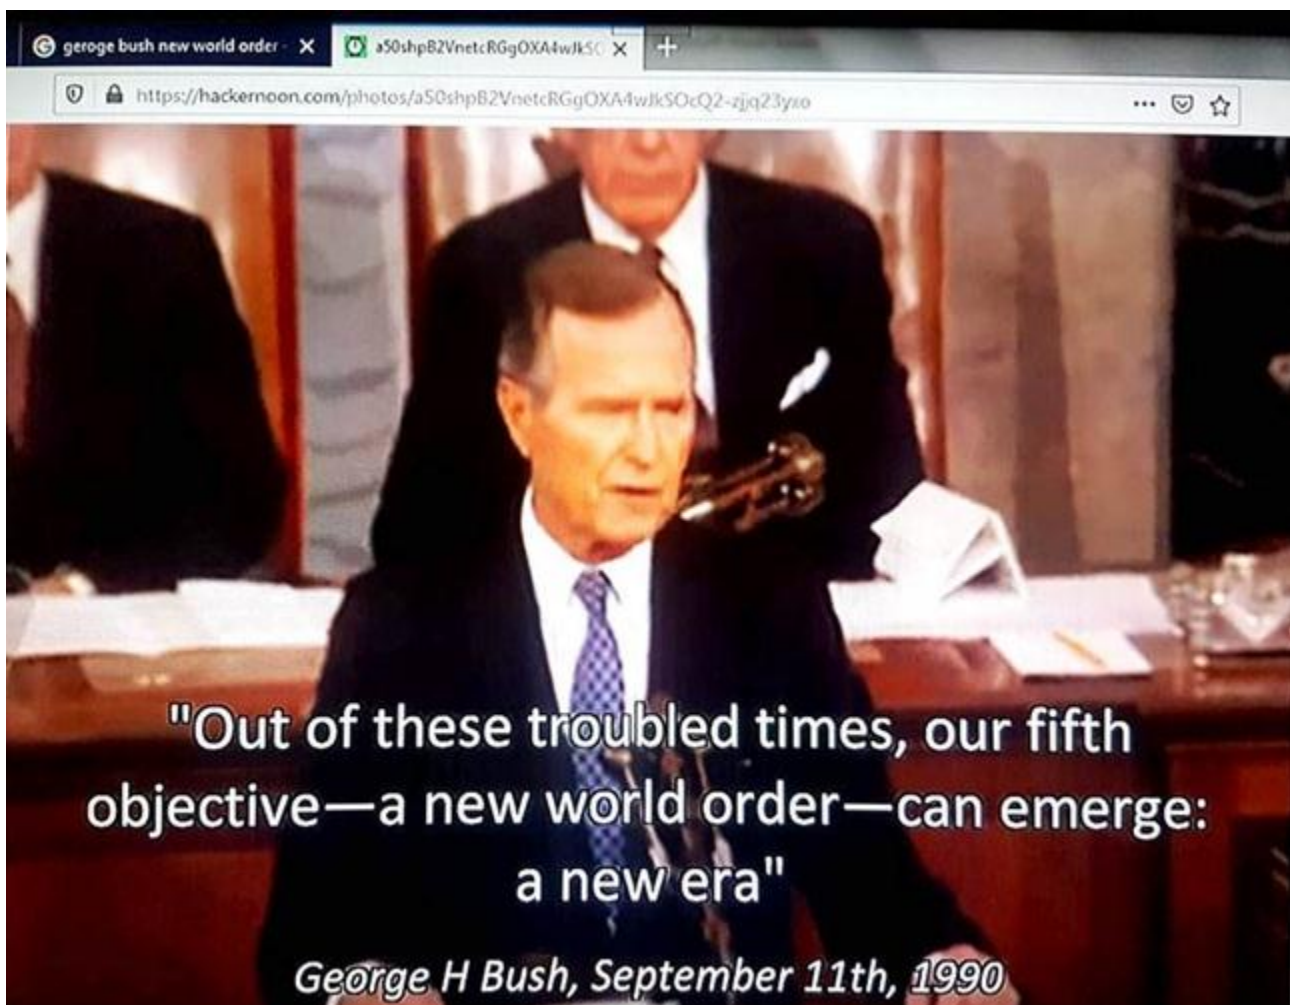 geroge bush new world order -
https://hackernoon.com/photos/a50shpB2VnetcRGgOXA4wJkSOcQ2-zjjq23yxo
"Out of these troubled times, our fifth
objective—a new world order—can emerge:
a new era"
George H Bush, September 11th, 1990